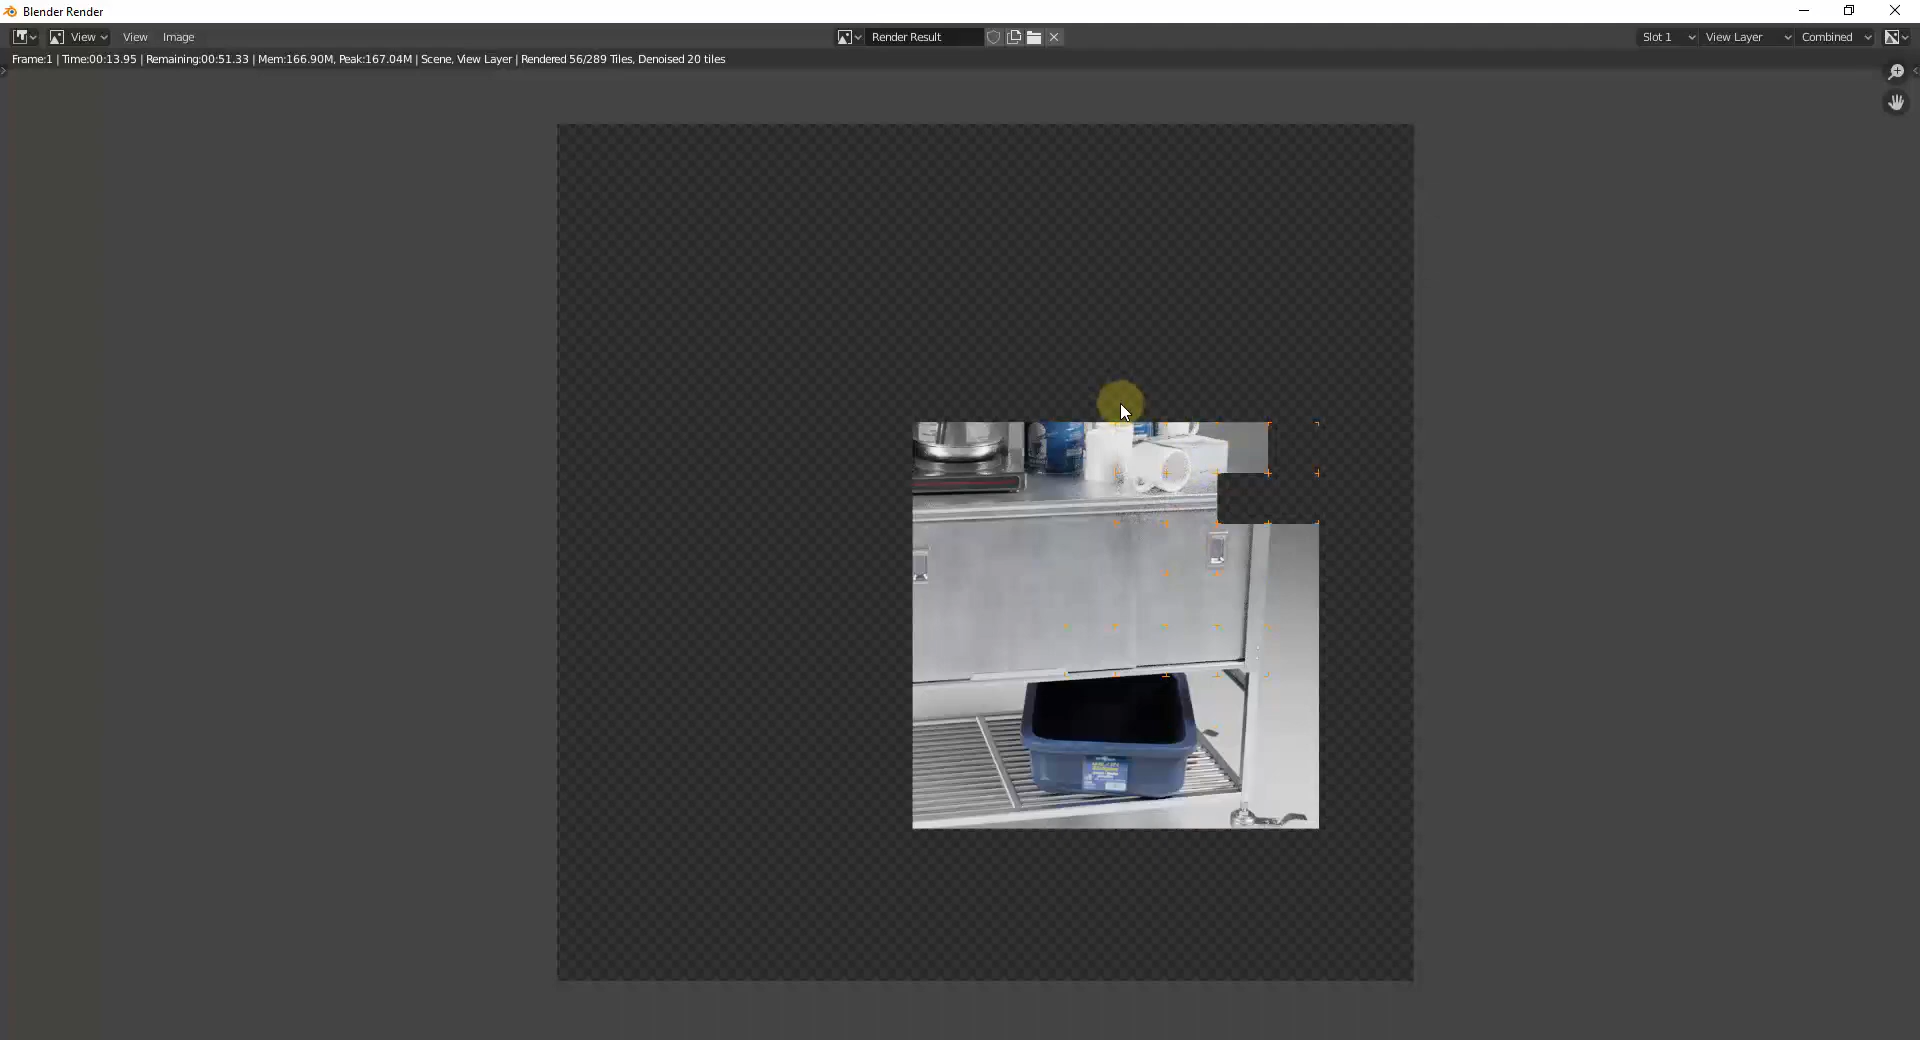 Blender Render
View
View
Image
Render Result
Slot 1
View Layer
Combined
Frame:1 | Time:00:13.95 | Remaining:00:51.33 | Mem:166.90M, Peak:167.04M | Scene, View Layer | Rendered 56/289 Tiles, Denoised 20 tiles